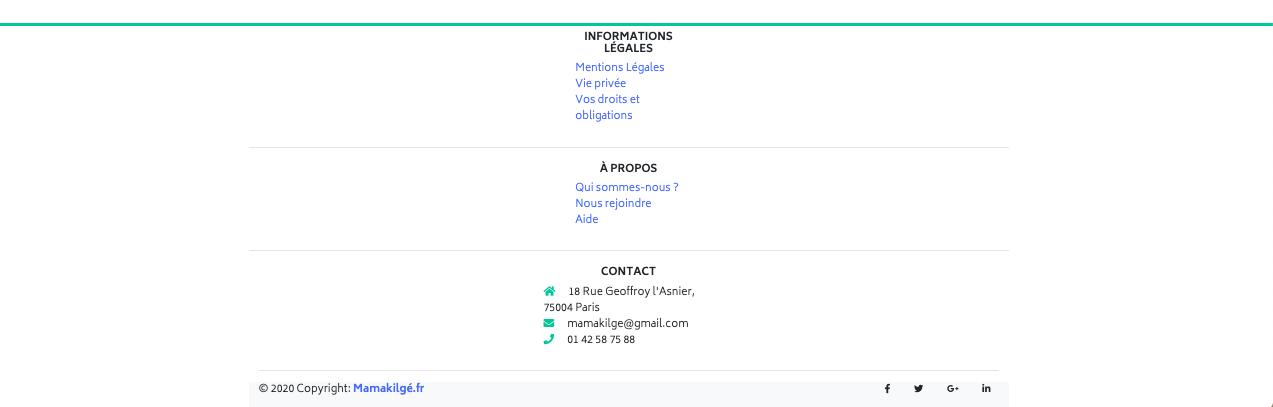 INFORMATIONS
LÉGALES
Mentions Légales
Vie privée
Vos droits et
obligations
À PROPOS
Qui sommes-nous ?
Nous rejoindre
Aide
CONTACT
18 Rue Geoffroy l'Asnier,
75004 Paris
mamakilge@gmail.com
01 42 58 75 88
© 2020 Copyright: Mamakilgé.fr